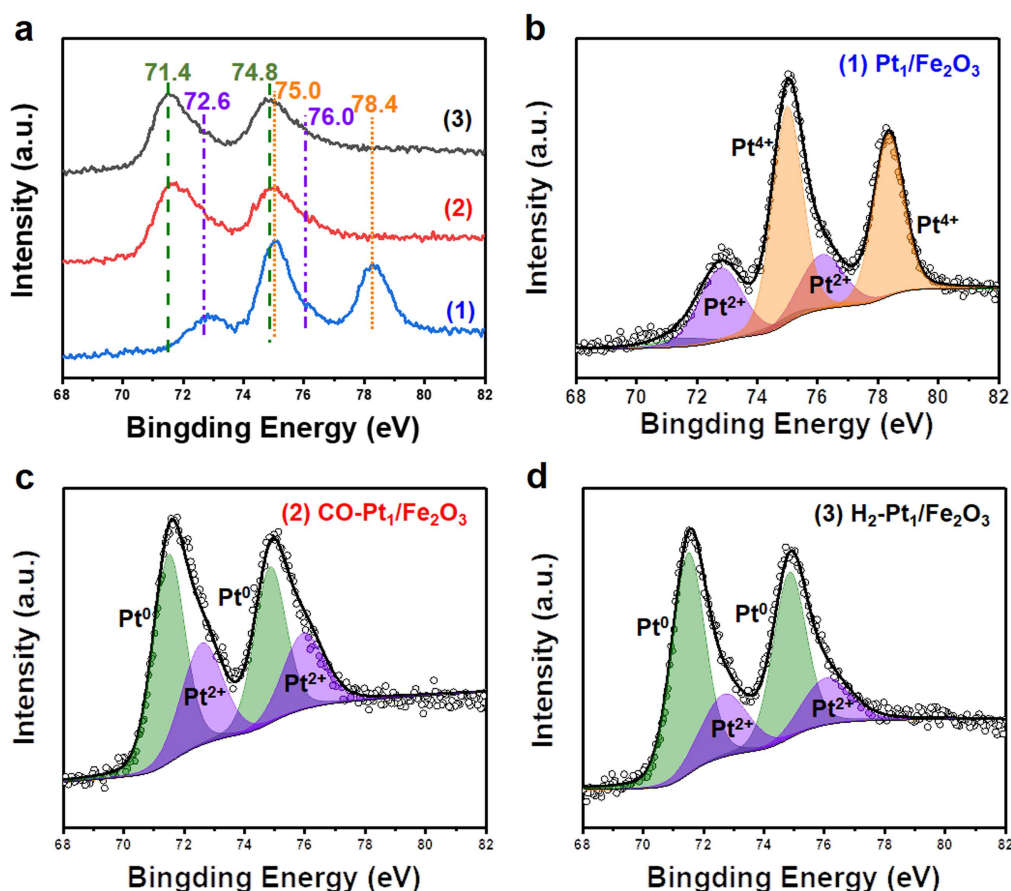 a
71.4
74.8
72.6
75.0
76.0
78.4
(3)
(2)
(1)
Intensity (a.u.)
68 70 72 74 76 78 80 82
Bingding Energy (eV)
b
(1) Pt₁/Fe₂O₃
Pt⁴⁺
Pt⁴⁺
Pt²⁺
Pt²⁺
Intensity (a.u.)
68 70 72 74 76 78 80 82
Bingding Energy (eV)
c
(2) CO-Pt₁/Fe₂O₃
Pt⁰
Pt⁰
Pt²⁺
Pt²⁺
Intensity (a.u.)
68 70 72 74 76 78 80 82
Bingding Energy (eV)
d
(3) H₂-Pt₁/Fe₂O₃
Pt⁰
Pt⁰
Pt²⁺
Pt²⁺
Intensity (a.u.)
68 70 72 74 76 78 80 82
Bingding Energy (eV)